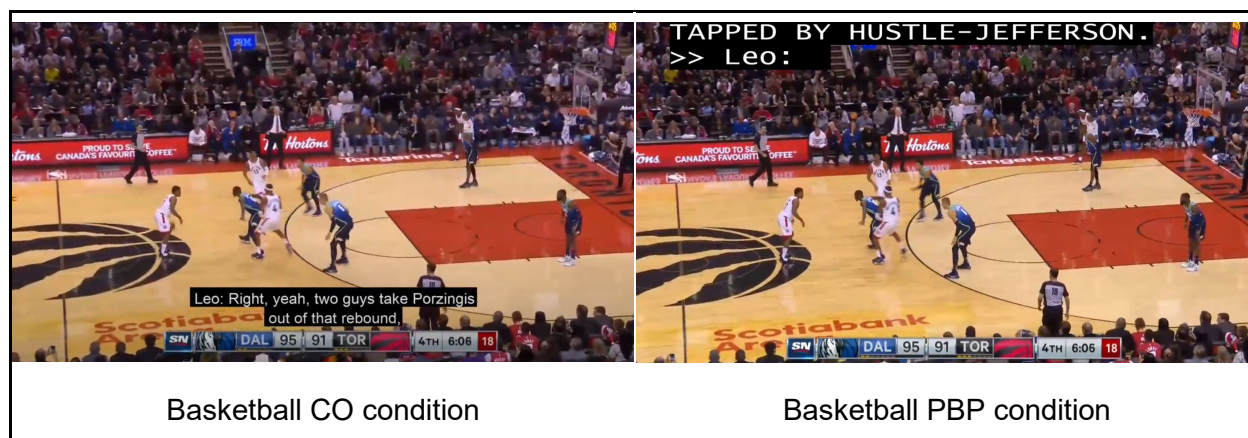 Hortons
PROUD TO SERVE
CANADA'S FAVOURITE COFFEE™
Tim Hortons
Tangerine
Leo: Right, yeah, two guys take Porzingis
out of that rebound.
Scotiabank
SN DAL 95 91 TOR 4TH 6:06 18
Basketball CO condition
TAPPED BY HUSTLE-JEFFERSON.
>> Leo:
PROUD TO SERVE
CANADA'S FAVOURITE COFFEE™
Hortons
Tangerine
Scotiabank
SN DAL 95 91 TOR 4TH 6:06 18
Basketball PBP condition